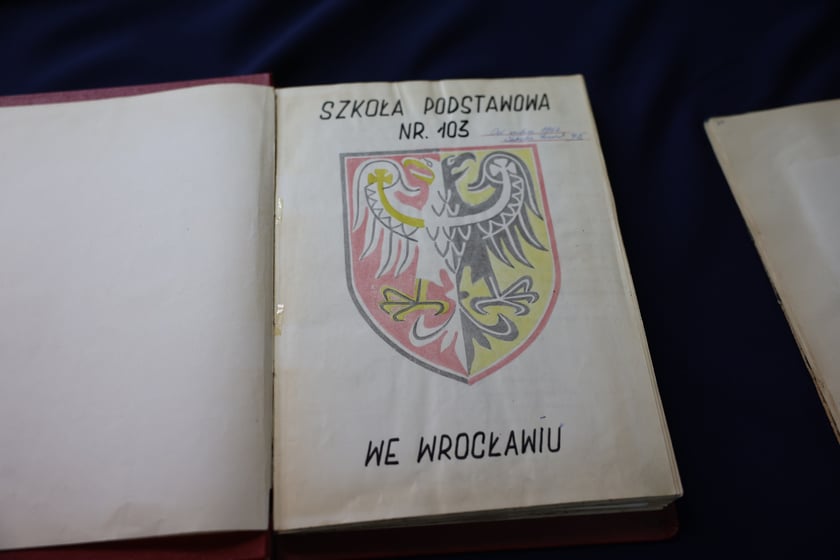 SZKOŁA PODSTAWOWA
NR. 103
WE WROCŁAWIU